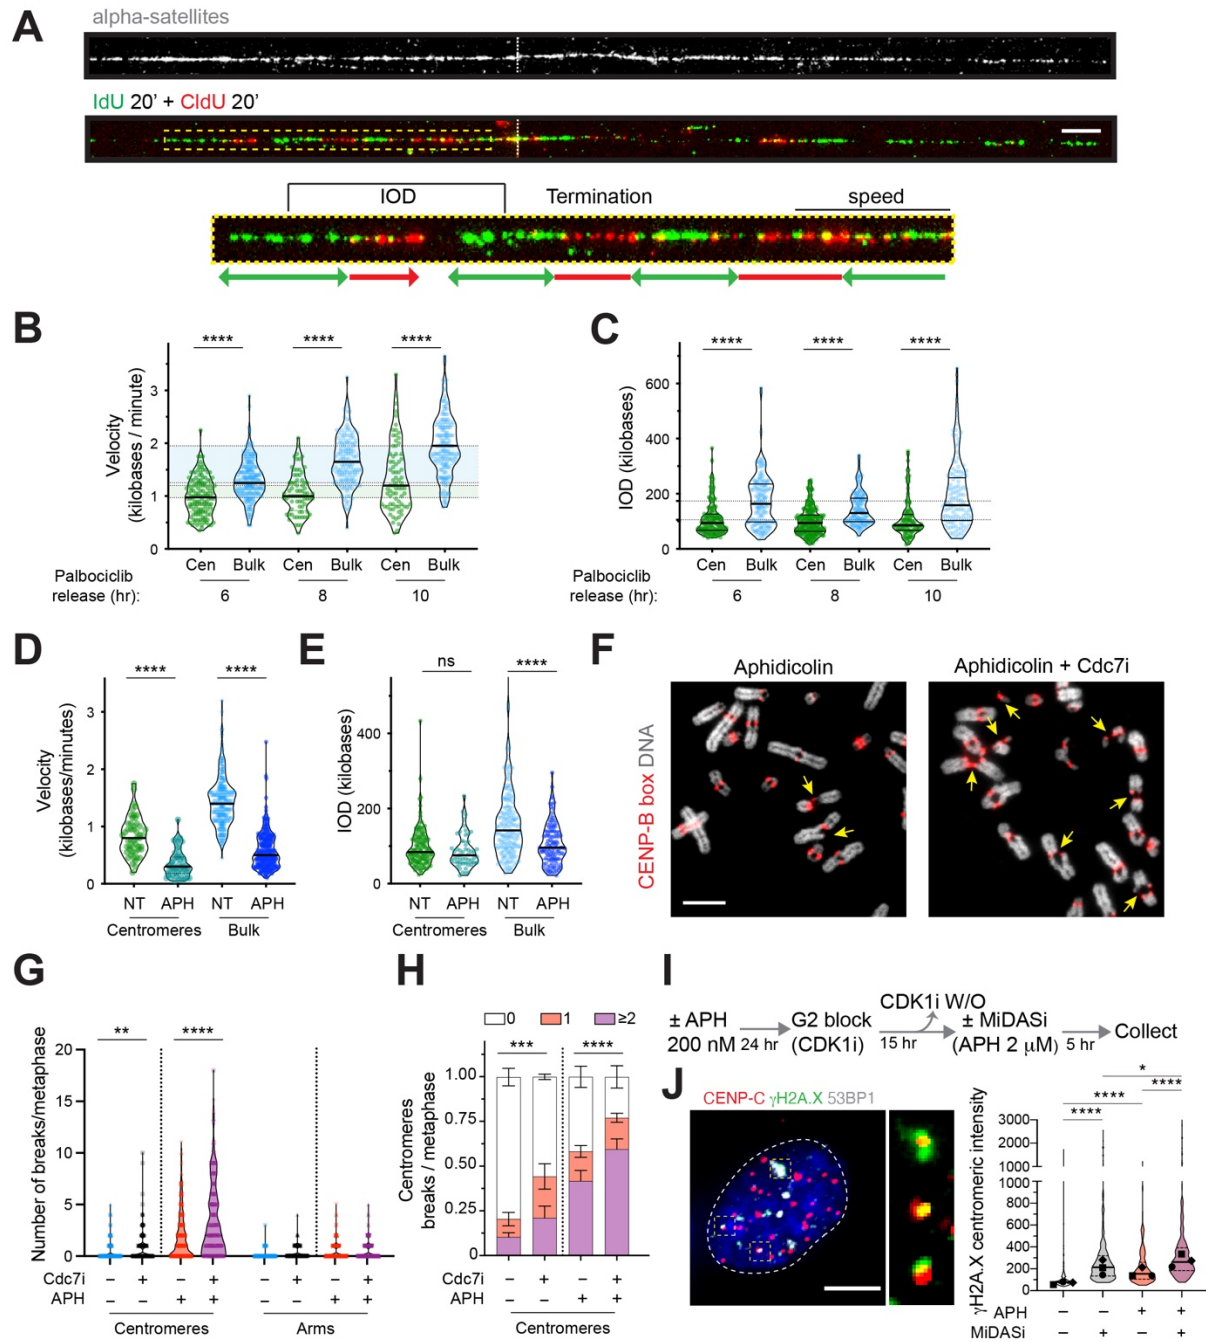 A
alpha-satellites
IdU 20' + CldU 20'
IOD
Termination
speed
B
Velocity
(kilobases / minute)
3
2
1
0
****
****
****
Cen Bulk Cen Bulk Cen Bulk
Palbociclib
release (hr):
6 8 10
C
IOD (kilobases)
600
400
200
0
****
****
****
Cen Bulk Cen Bulk Cen Bulk
Palbociclib
release (hr):
6 8 10
D
Velocity
(kilobases/minutes)
3
2
1
0
****
****
NT APH NT APH
Centromeres Bulk
E
IOD (kilobases)
400
200
0
ns
****
NT APH NT APH
Centromeres Bulk
F
Aphidicolin
Aphidicolin + Cdc7i
CENP-B box DNA
G
Number of breaks/metaphase
20
15
10
5
0
**
****
Cdc7i – + – + – + – +
APH – – + + – – + +
Centromeres Arms
H
0 1 ≥2
Centromeres
breaks / metaphase
1.00
0.75
0.50
0.25
0
***
****
Cdc7i – + – +
APH – – + +
Centromeres
I
CDK1i W/O
± APH
200 nM
24 hr
G2 block
(CDK1i)
15 hr
± MiDASi
(APH 2 μM)
5 hr
Collect
J
CENP-C γH2A.X 53BP1
γH2A.X centromeric intensity
3000
2000
1000
1000
800
600
400
200
0
*
****
****
****
APH – – + +
MiDASi – + – +